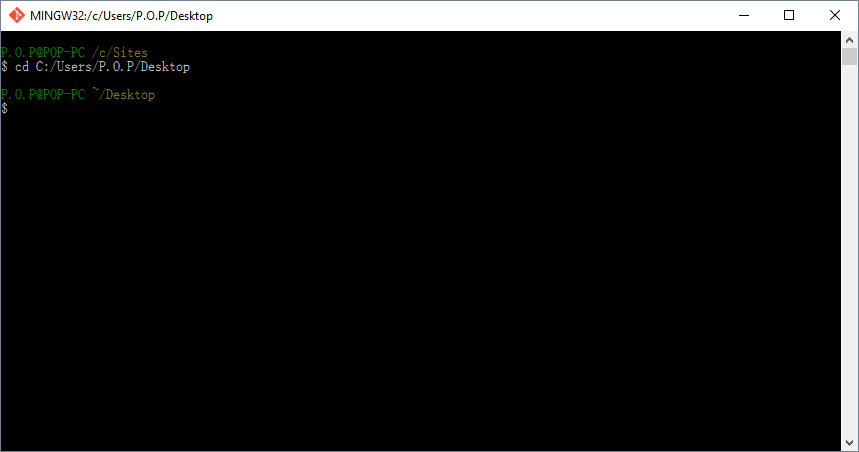 MINGW32:/c/Users/P.O.P/Desktop
P.O.P@POP-PC /c/Sites
$ cd C:/Users/P.O.P/Desktop
P.O.P@POP-PC ~/Desktop
$